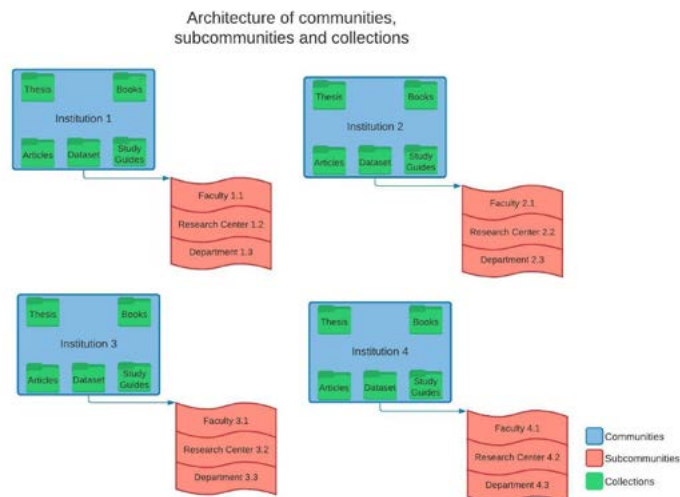 Architecture of communities,
subcommunities and collections
Thesis
Books
Institution 1
Articles
Dataset
Study
Guides
Faculty 1.1
Research Center 1.2
Department 1.3
Thesis
Books
Institution 2
Articles
Dataset
Study
Guides
Faculty 2.1
Research Center 2.2
Department 2.3
Thesis
Books
Institution 3
Articles
Dataset
Study
Guides
Faculty 3.1
Research Center 3.2
Department 3.3
Thesis
Books
Institution 4
Articles
Dataset
Study
Guides
Faculty 4.1
Research Center 4.2
Department 4.3
Communities
Subcommunities
Collections